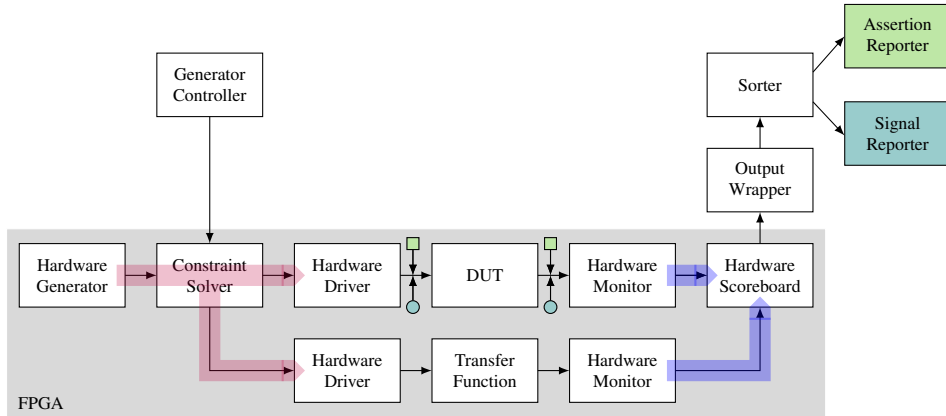 Assertion
Reporter
Generator
Controller
Sorter
Signal
Reporter
Output
Wrapper
Hardware
Generator
Constraint
Solver
Hardware
Driver
DUT
Hardware
Monitor
Hardware
Scoreboard
Hardware
Driver
Transfer
Function
Hardware
Monitor
FPGA